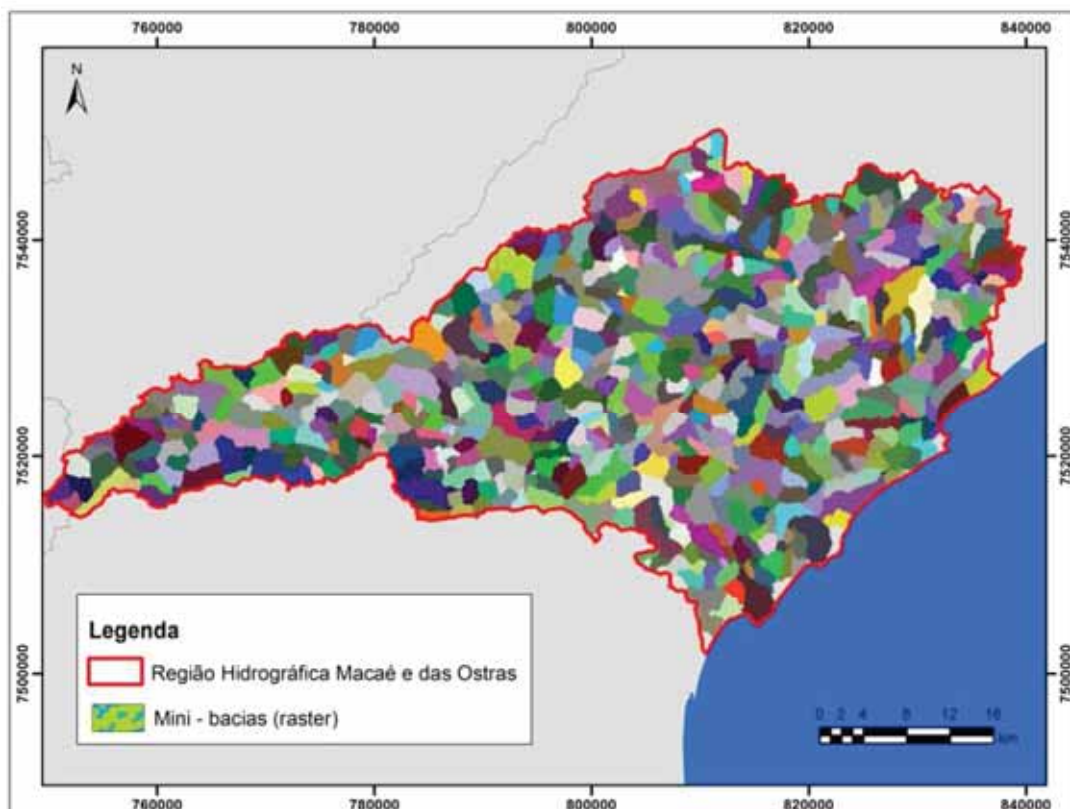 760000 780000 800000 820000 840000
N
7540000 7540000
7520000 7520000
7500000 7500000
Legenda
Região Hidrográfica Macaé e das Ostras
Mini - bacias (raster)
0 2 4 8 12 16
km
760000 780000 800000 820000 840000